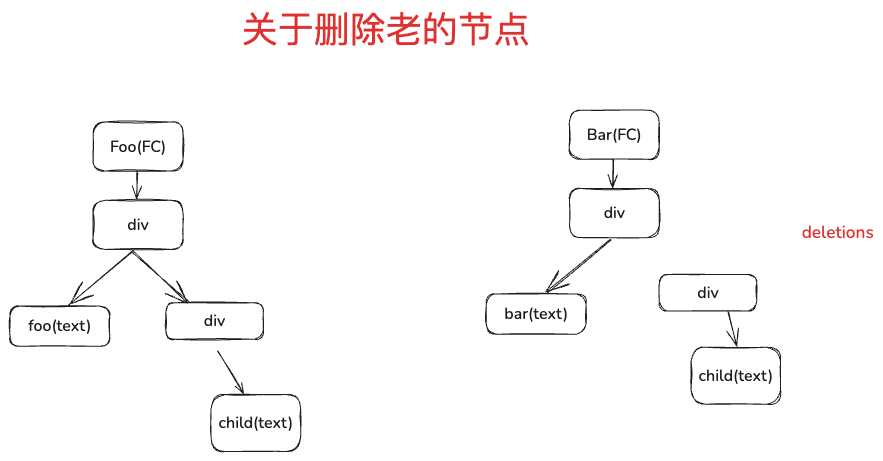 关于删除老的节点
Foo(FC)
div
foo(text)
div
child(text)
Bar(FC)
div
bar(text)
div
child(text)
deletions